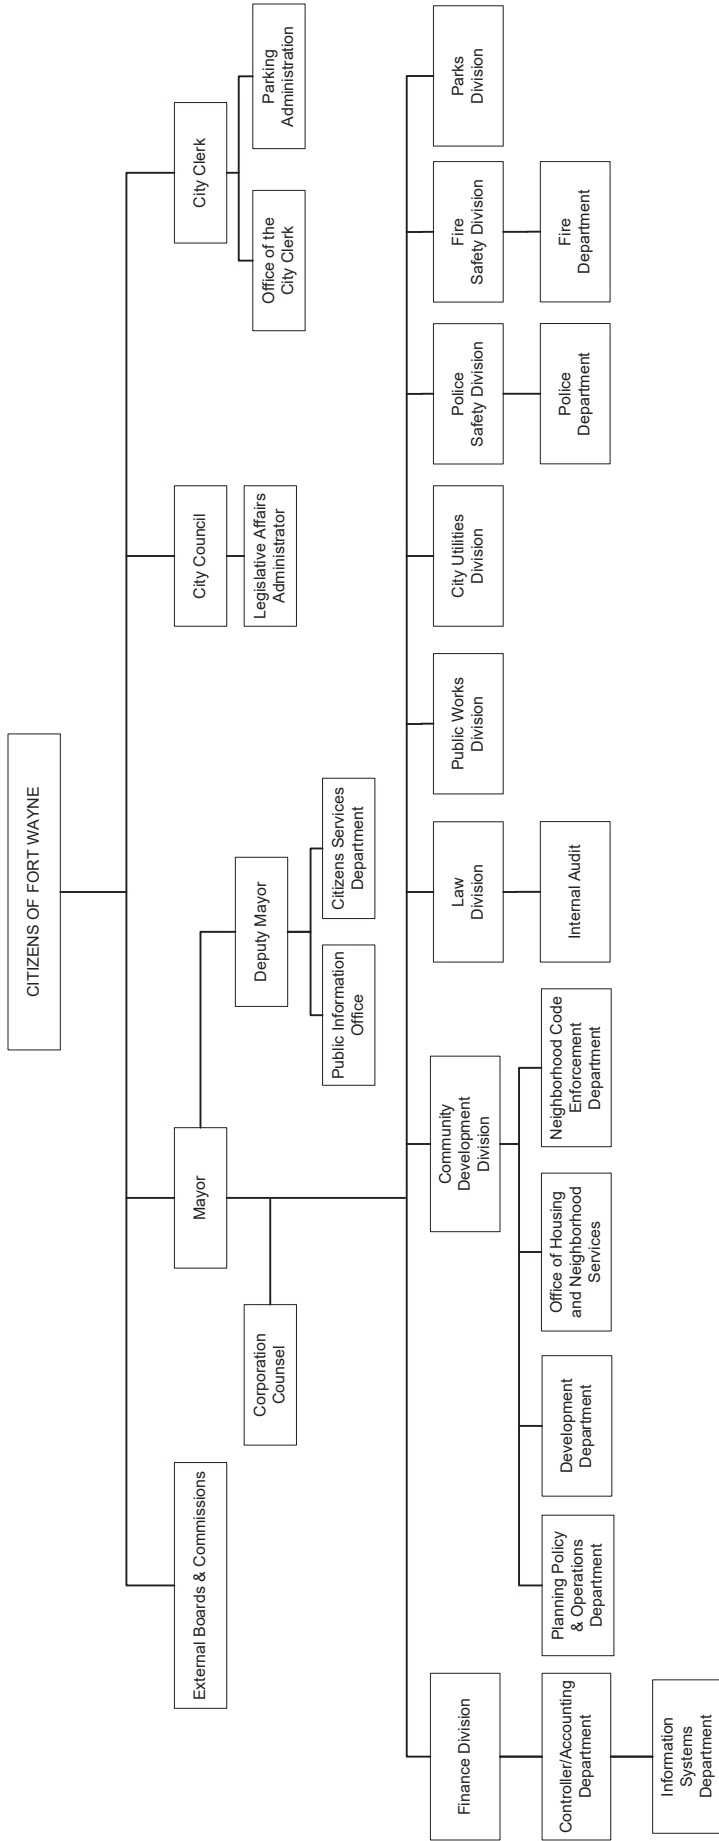 CITIZENS OF FORT WAYNE
External Boards & Commissions
Mayor
City Council
City Clerk
Corporation
Counsel
Deputy Mayor
Legislative Affairs
Administrator
Office of the
City Clerk
Parking
Administration
Public Information
Office
Citizens Services
Department
Finance Division
Community
Development
Division
Law
Division
Public Works
Division
City Utilities
Division
Police
Safety Division
Fire
Safety Division
Parks
Division
Controller/Accounting
Department
Planning Policy
& Operations
Department
Development
Department
Office of Housing
and Neighborhood
Services
Neighborhood Code
Enforcement
Department
Internal Audit
Police
Department
Fire
Department
Information
Systems
Department